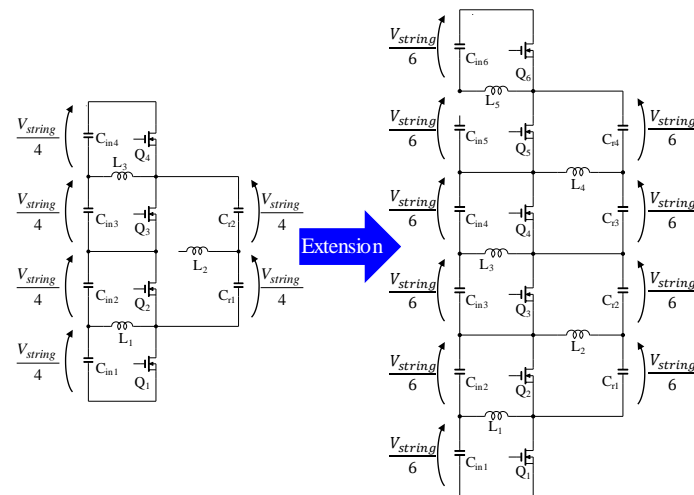 V_string/6
C_in6
Q_6
L_5
V_string/4
C_in4
Q_4
L_3
V_string/4
C_in3
Q_3
C_r2
V_string/4
L_2
V_string/4
C_in2
Q_2
C_r1
V_string/4
L_1
V_string/4
C_in1
Q_1
Extension
V_string/6
C_in5
Q_5
C_r4
V_string/6
L_4
V_string/6
C_in4
Q_4
C_r3
V_string/6
L_3
V_string/6
C_in3
Q_3
C_r2
V_string/6
L_2
V_string/6
C_in2
Q_2
C_r1
V_string/6
L_1
V_string/6
C_in1
Q_1